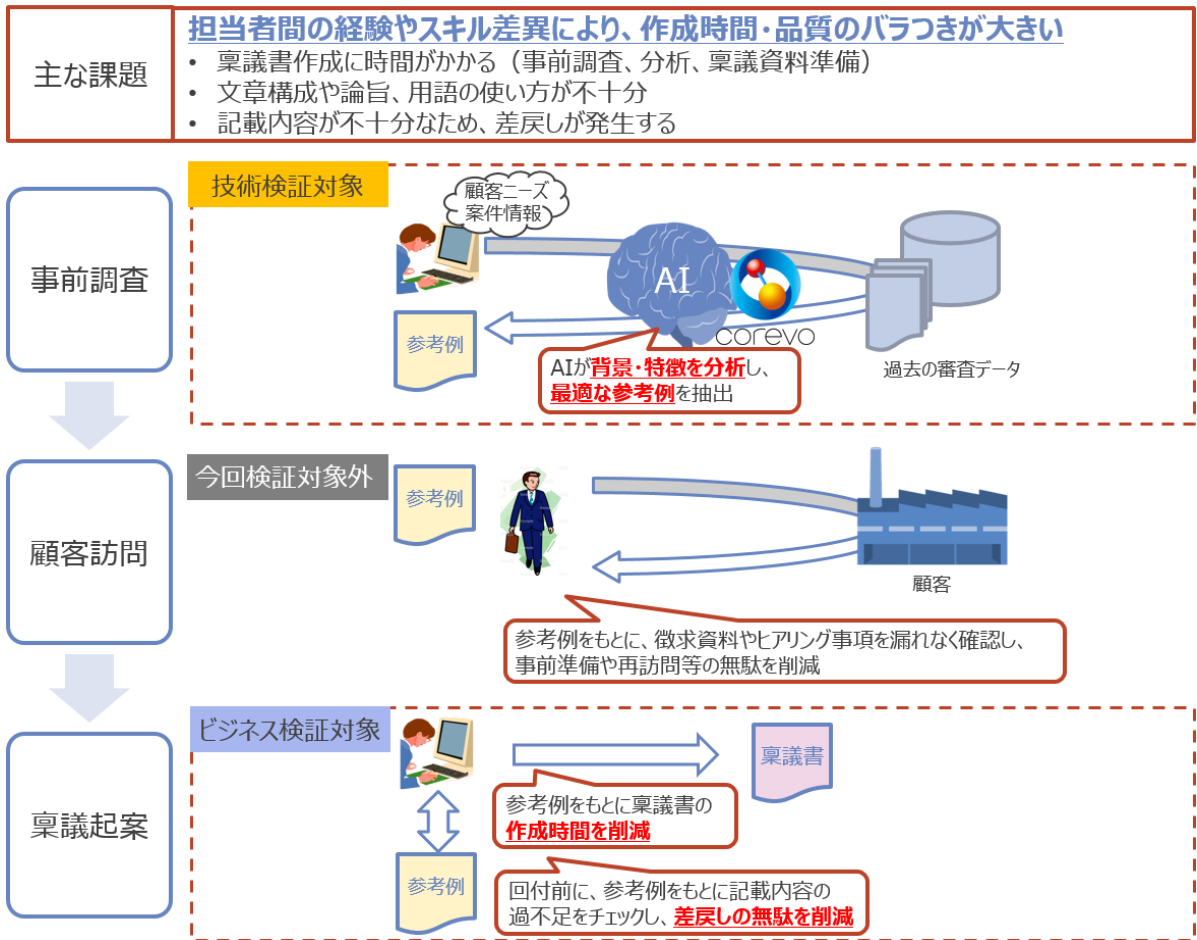 主な課題
担当者間の経験やスキル差異により、作成時間・品質のバラつきが大きい
• 稟議書作成に時間がかかる（事前調査、分析、稟議資料準備）
• 文章構成や論旨、用語の使い方が不十分
• 記載内容が不十分なため、差戻しが発生する
事前調査
技術検証対象
顧客ニーズ
案件情報
AI
corevo
参考例
AIが背景・特徴を分析し、
最適な参考例を抽出
過去の審査データ
顧客訪問
今回検証対象外
参考例
顧客
参考例をもとに、徴求資料やヒアリング事項を漏れなく確認し、
事前準備や再訪問等の無駄を削減
稟議起案
ビジネス検証対象
稟議書
参考例をもとに稟議書の
作成時間を削減
参考例
回付前に、参考例をもとに記載内容の
過不足をチェックし、差戻しの無駄を削減